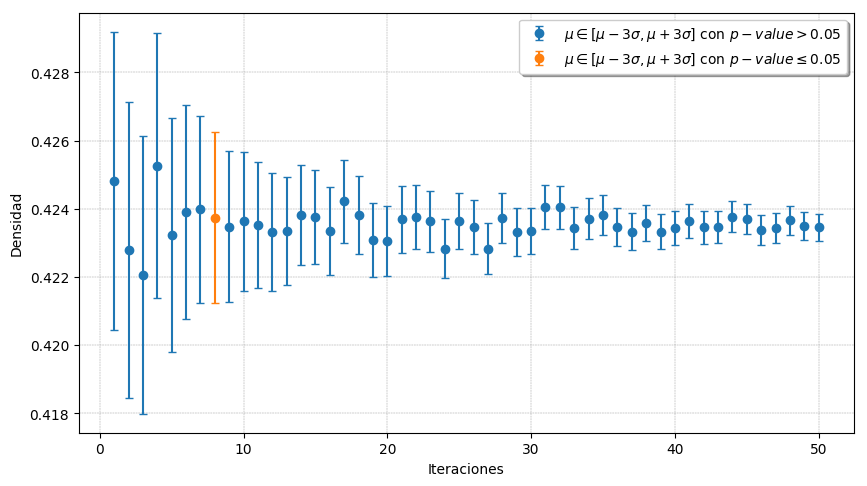 μ ∈ [μ − 3σ, μ + 3σ] con p − value > 0.05
μ ∈ [μ − 3σ, μ + 3σ] con p − value ≤ 0.05
0.428
0.426
0.424
0.422
0.420
0.418
Densidad
0 10 20 30 40 50
Iteraciones